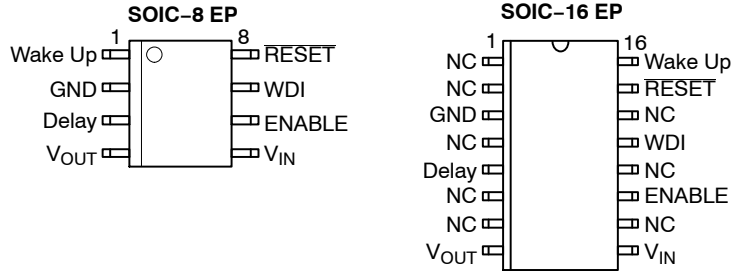 SOIC−8 EP
1 8
Wake Up RESET
GND WDI
Delay ENABLE
VOUT VIN
SOIC−16 EP
1 16
NC Wake Up
NC RESET
GND NC
NC WDI
Delay NC
NC ENABLE
NC NC
VOUT VIN